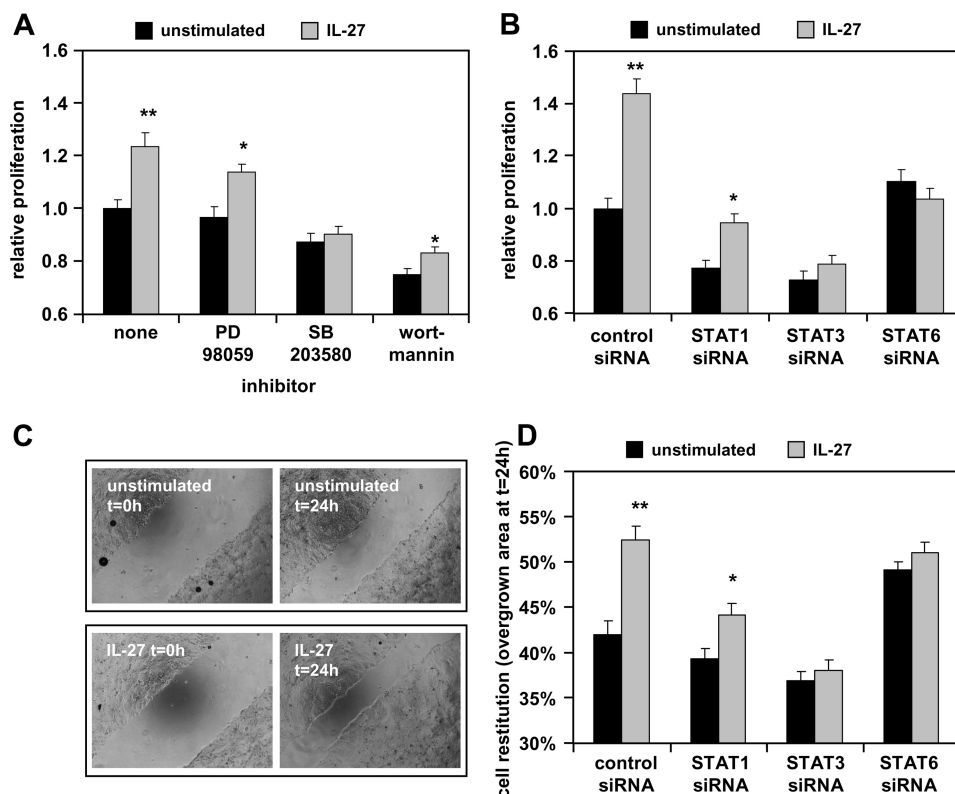 A
unstimulated IL-27
relative proliferation
1.6
1.4
1.2
1.0
0.8
0.6
**
*
*
none
PD
98059
SB
203580
wort-
mannin
inhibitor
B
unstimulated IL-27
relative proliferation
1.6
1.4
1.2
1.0
0.8
0.6
**
*
control
siRNA
STAT1
siRNA
STAT3
siRNA
STAT6
siRNA
C
unstimulated
t=0h
unstimulated
t=24h
IL-27 t=0h
IL-27
t=24h
D
unstimulated IL-27
cell restitution (overgrown area at t=24h)
60%
55%
50%
45%
40%
35%
30%
**
*
control
siRNA
STAT1
siRNA
STAT3
siRNA
STAT6
siRNA